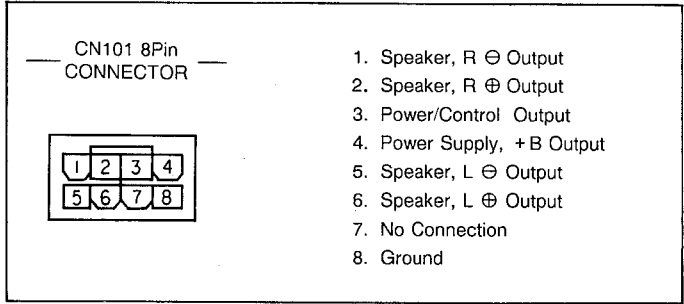 CN101 8Pin
CONNECTOR
1 2 3 4
5 6 7 8
1. Speaker, R ⊖ Output
2. Speaker, R ⊕ Output
3. Power/Control Output
4. Power Supply, +B Output
5. Speaker, L ⊖ Output
6. Speaker, L ⊕ Output
7. No Connection
8. Ground